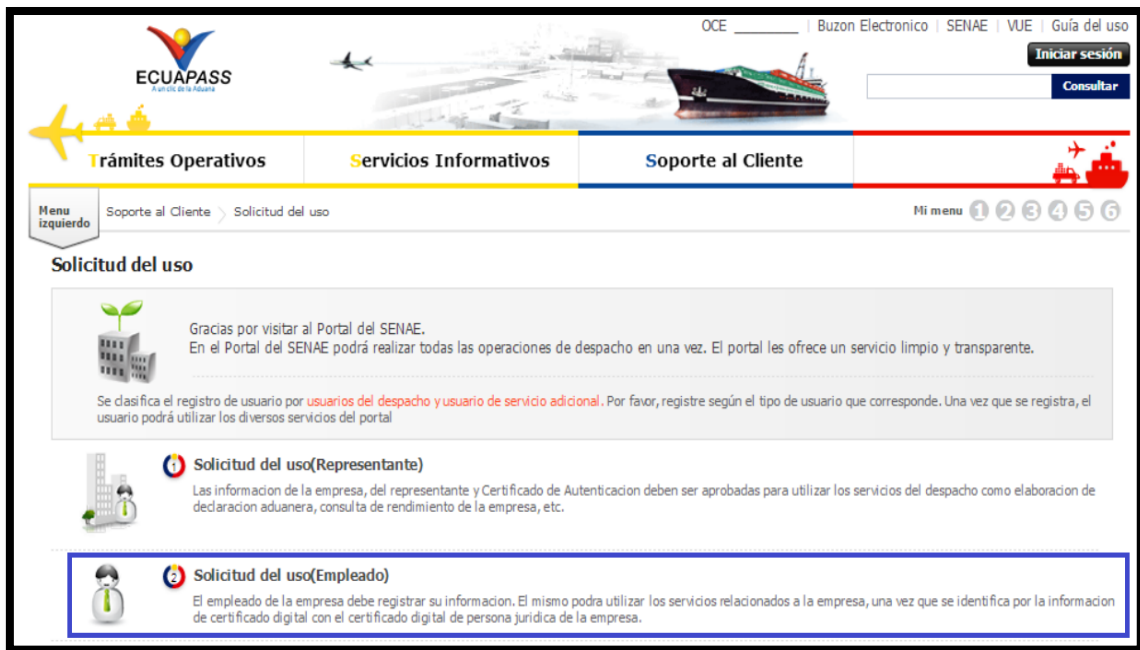 OCE ________ | Buzon Electronico | SENAE | VUE | Guía del uso
ECUAPASS
A un clic de la Aduana
Iniciar sesión
Consultar
Trámites Operativos
Servicios Informativos
Soporte al Cliente
Menu
izquierdo
Soporte al Cliente > Solicitud del uso
Mi menu 1 2 3 4 5 6
Solicitud del uso
Gracias por visitar al Portal del SENAE.
En el Portal del SENAE podrá realizar todas las operaciones de despacho en una vez. El portal les ofrece un servicio limpio y transparente.
Se clasifica el registro de usuario por usuarios del despacho y usuario de servicio adicional. Por favor, registre según el tipo de usuario que corresponde. Una vez que se registra, el
usuario podrá utilizar los diversos servicios del portal
1 Solicitud del uso(Representante)
Las informacion de la empresa, del representante y Certificado de Autenticacion deben ser aprobadas para utilizar los servicios del despacho como elaboracion de
declaracion aduanera, consulta de rendimiento de la empresa, etc.
2 Solicitud del uso(Empleado)
El empleado de la empresa debe registrar su informacion. El mismo podra utilizar los servicios relacionados a la empresa, una vez que se identifica por la informacion
de certificado digital con el certificado digital de persona juridica de la empresa.